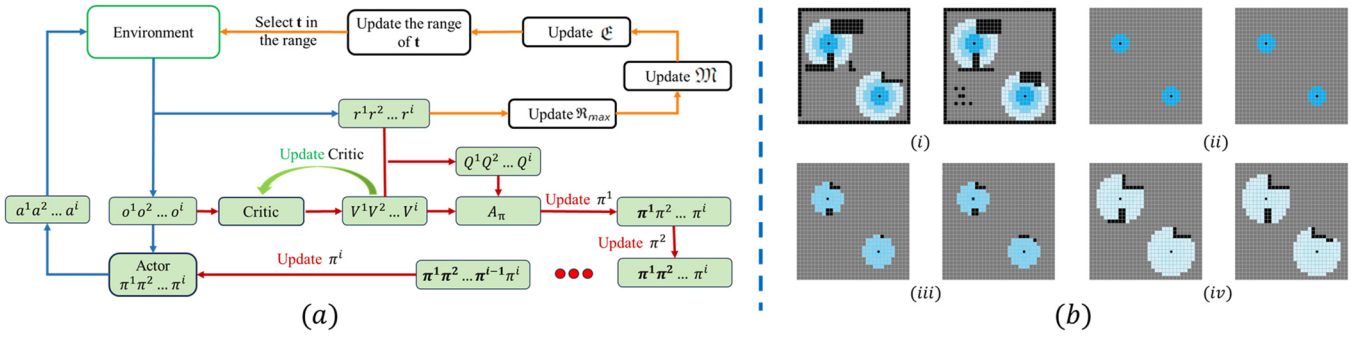 Environment
Select t in
the range
Update the range
of t
Update 𝔈
Update 𝔐
r¹r² … rⁱ
Update ℜₘₐₓ
Update Critic
Q¹Q² … Qⁱ
a¹a² … aⁱ
o¹o² … oⁱ
Critic
V¹V² … Vⁱ
A_π
Update π¹
π¹π² … πⁱ
Update π²
Actor
π¹π² … πⁱ
Update πⁱ
π¹π² … πⁱ⁻¹πⁱ
π¹π² … πⁱ
(a)
(i)
(ii)
(iii)
(iv)
(b)